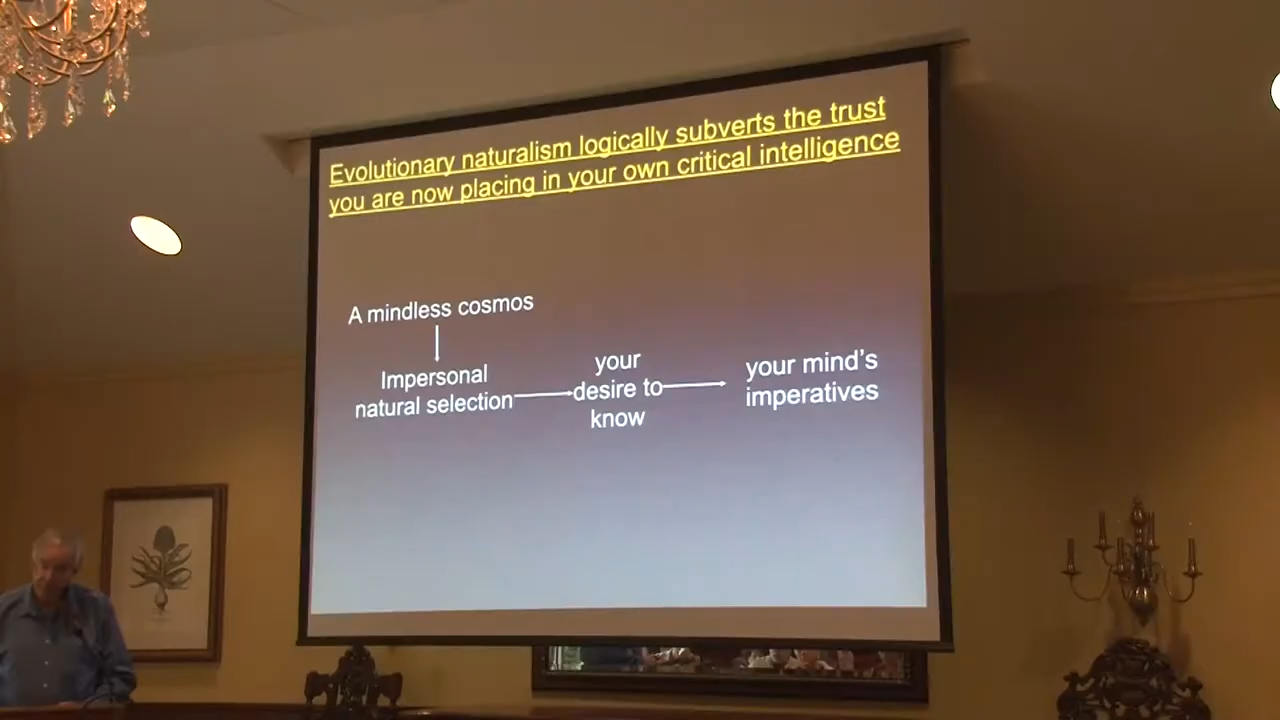 Evolutionary naturalism logically subverts the trust
you are now placing in your own critical intelligence
A mindless cosmos
Impersonal
natural selection
your
desire to
know
your mind's
imperatives